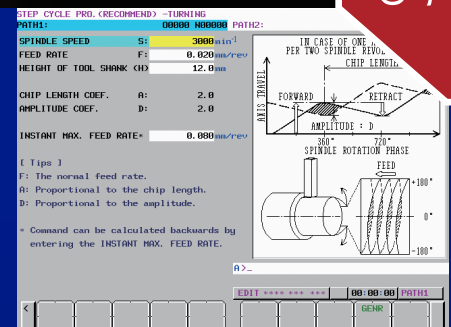 STEP CYCLE PRO.(RECOMMEND) -TURNING
PATH1: O0000 N00000 PATH2:
SPINDLE SPEED S: 3000min-1
FEED RATE F: 0.020mm/rev
HEIGHT OF TOOL SHANK (H) 12.0mm
CHIP LENGTH COEF. A: 2.0
AMPLITUDE COEF. D: 2.0
INSTANT MAX. FEED RATE* 0.080mm/rev
[ Tips ]
F: The normal feed rate.
A: Proportional to the chip length.
D: Proportional to the amplitude.
* Command can be calculated backwards by
entering the INSTANT MAX. FEED RATE.
IN CASE OF ONE
PER TWO SPINDLE
CHIP LENGTH
AXIS TRAVEL
FORWARD
RETRACT
AMPLITUDE : D
360°
720°
SPINDLE ROTATION PHASE
FEED
+180°
0°
-180°
A>_
EDIT **** *** *** 00:00:00 PATH1
< GENR